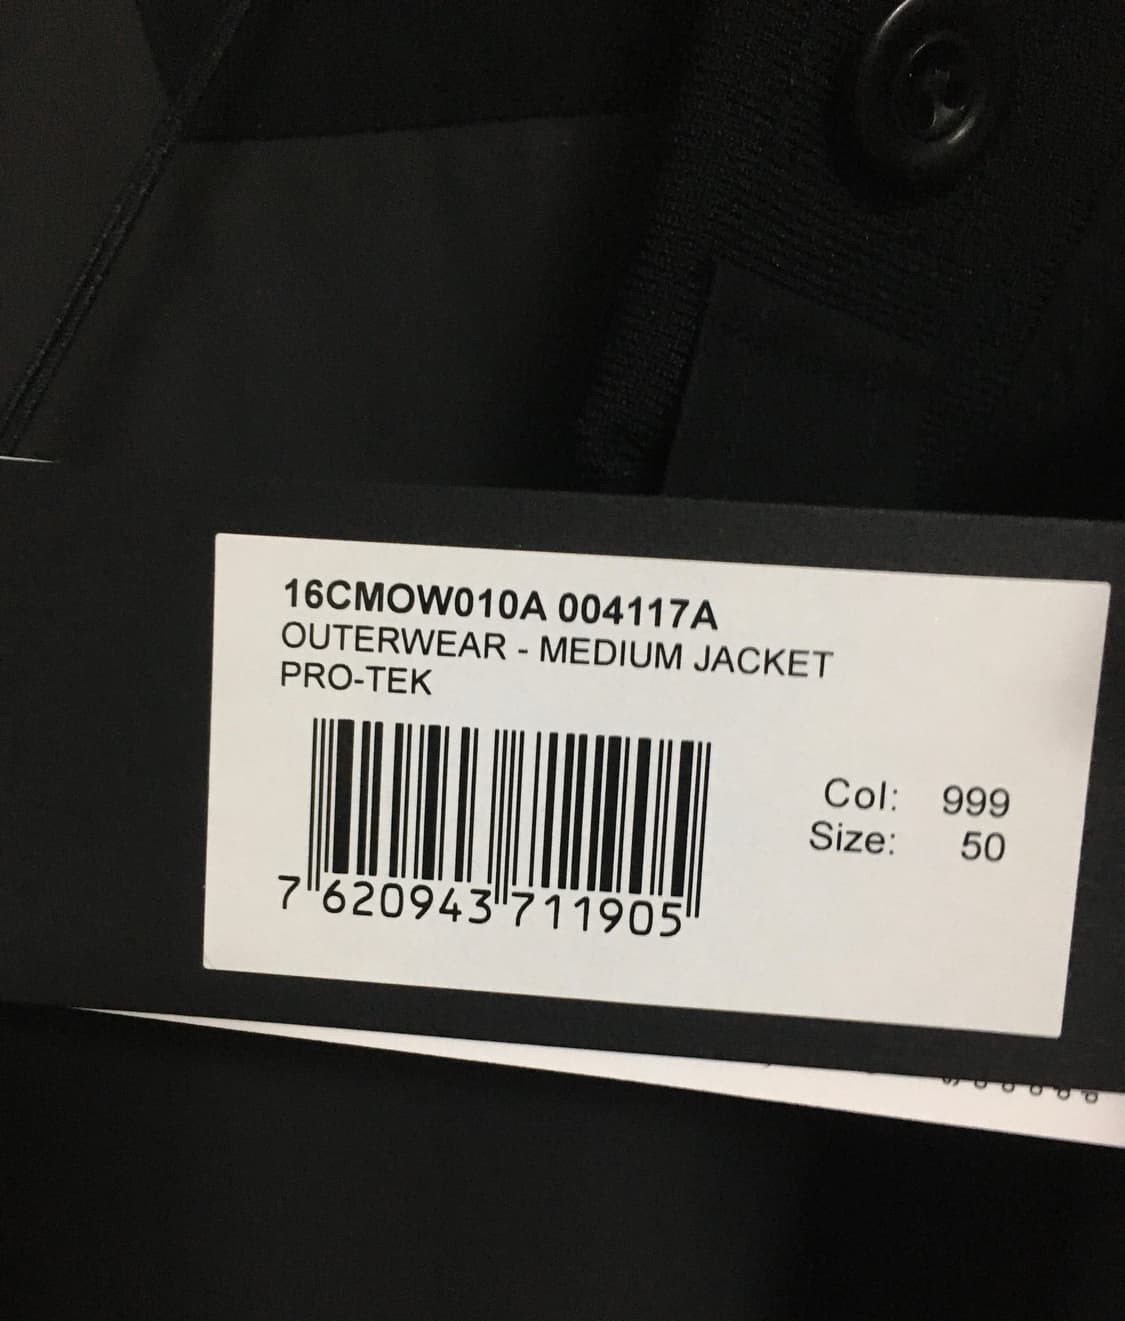 16CMOW010A 004117A
OUTERWEAR - MEDIUM JACKET
PRO-TEK
Col: 999
Size: 50
7 620943 711905